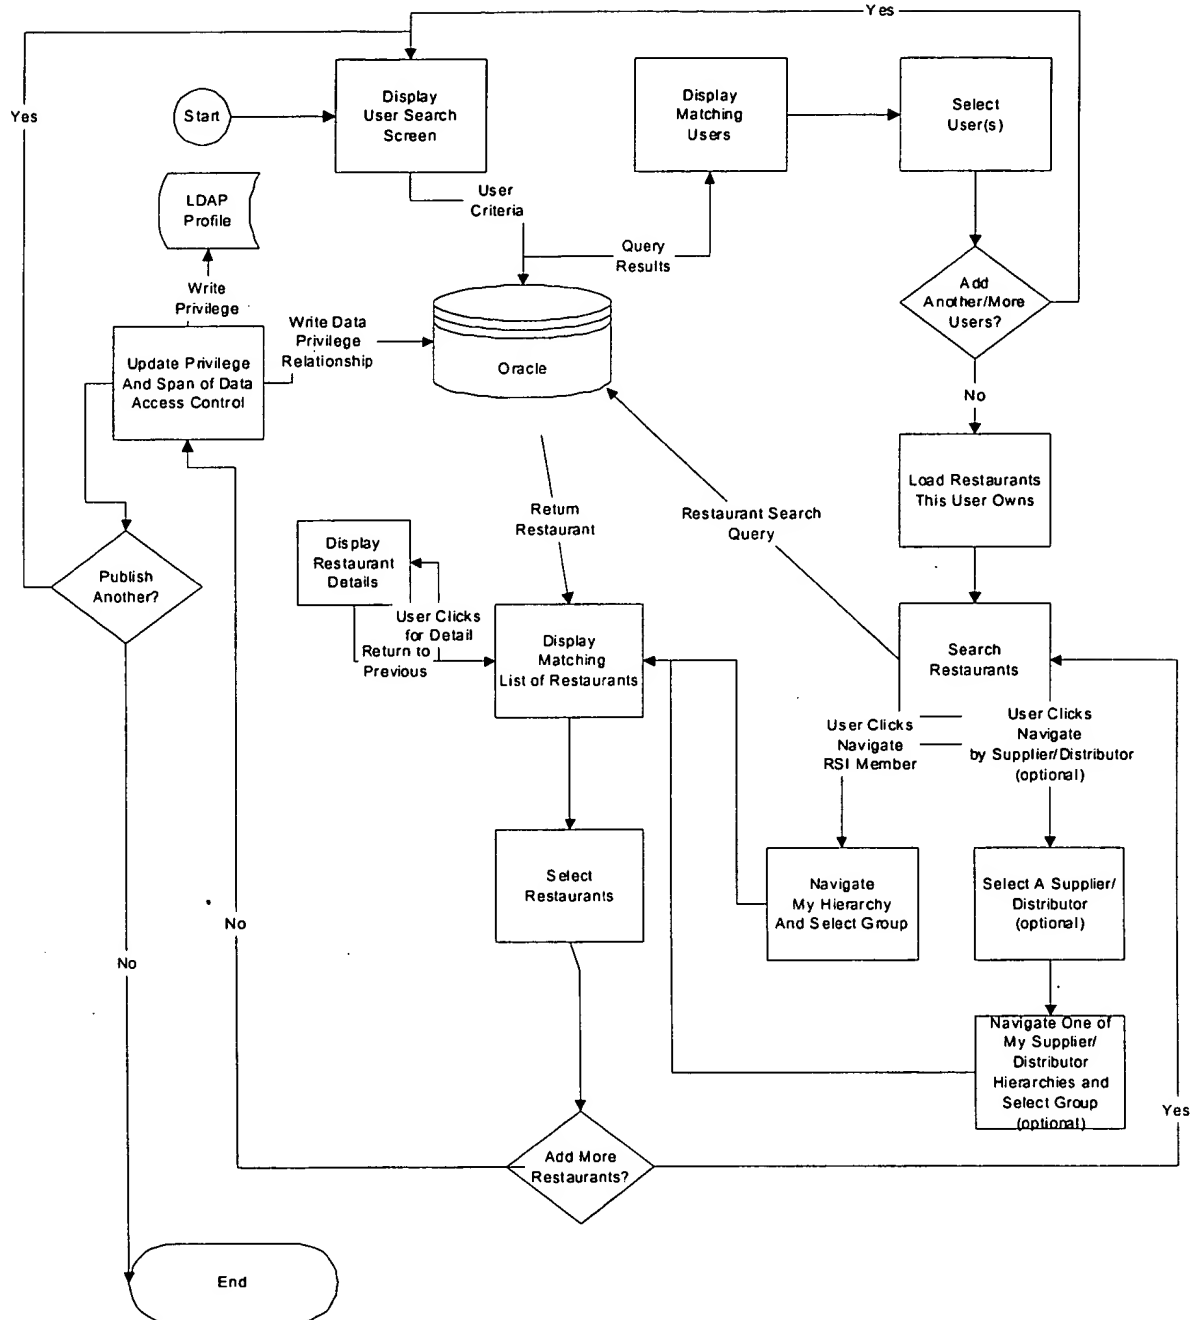 Yes
Yes
Start
Display
User Search
Screen
Display
Matching
Users
Select
User(s)
LDAP
Profile
User
Criteria
Query
Results
Write
Privilege
Add
Another/More
Users?
Write Data
Privilege
Relationship
Update Privilege
And Span of Data
Access Control
Oracle
No
Load Restaurants
This User Owns
Return
Restaurant
Restaurant Search
Query
Display
Restaurant
Details
Publish
Another?
User Clicks
for Detail
Return to
Previous
Display
Matching
List of Restaurants
Search
Restaurants
User Clicks
Navigate
RSI Member
User Clicks
Navigate
by Supplier/Distributor
(optional)
Select
Restaurants
Navigate
My Hierarchy
And Select Group
Select A Supplier/
Distributor
(optional)
No
No
Navigate One of
My Supplier/
Distributor
Hierarchies and
Select Group
(optional)
Yes
Add More
Restaurants?
End